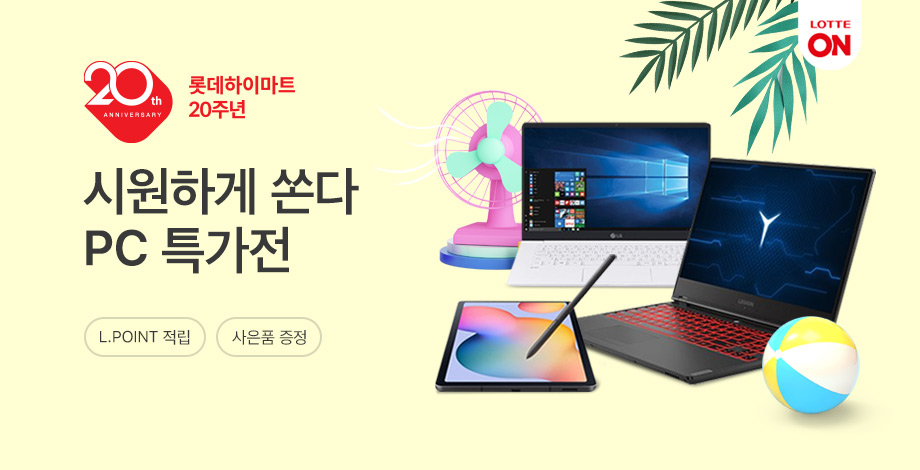 LOTTE
ON
20th
ANNIVERSARY
롯데하이마트
20주년
시원하게 쏜다
PC 특가전
L.POINT 적립
사은품 증정
LG
LEGION